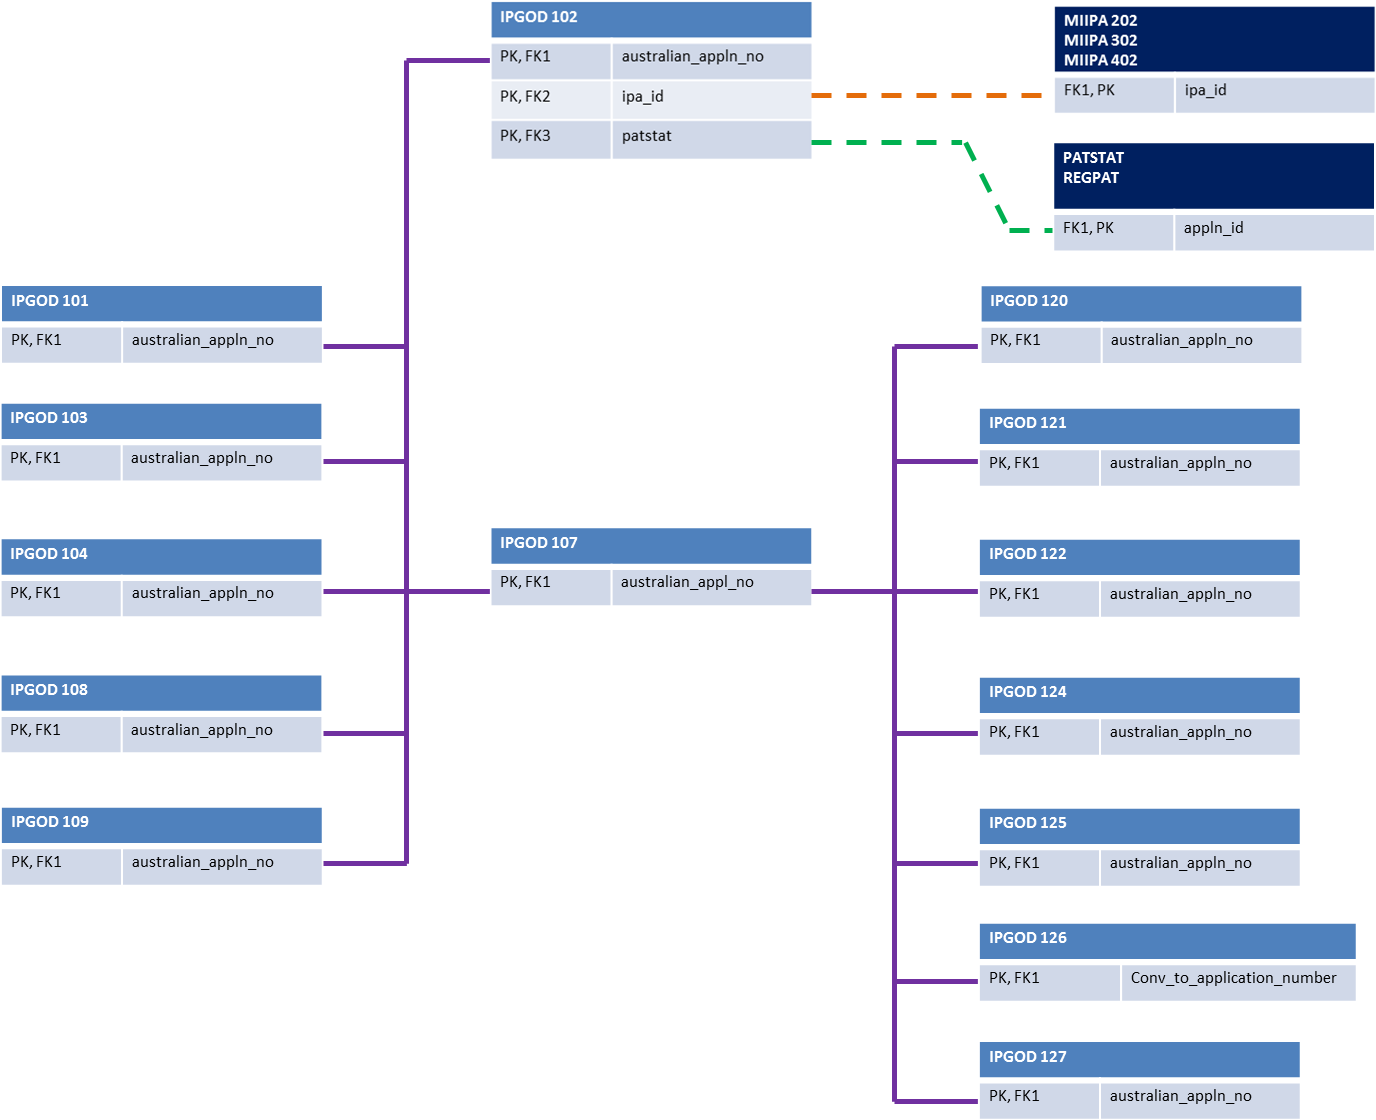 IPGOD 102
PK, FK1 australian_appln_no
PK, FK2 ipa_id
PK, FK3 patstat
MIIPA 202
MIIPA 302
MIIPA 402
FK1, PK ipa_id
PATSTAT
REGPAT
FK1, PK appln_id
IPGOD 101
PK, FK1 australian_appln_no
IPGOD 103
PK, FK1 australian_appln_no
IPGOD 104
PK, FK1 australian_appln_no
IPGOD 108
PK, FK1 australian_appln_no
IPGOD 109
PK, FK1 australian_appln_no
IPGOD 107
PK, FK1 australian_appl_no
IPGOD 120
PK, FK1 australian_appln_no
IPGOD 121
PK, FK1 australian_appln_no
IPGOD 122
PK, FK1 australian_appln_no
IPGOD 124
PK, FK1 australian_appln_no
IPGOD 125
PK, FK1 australian_appln_no
IPGOD 126
PK, FK1 Conv_to_application_number
IPGOD 127
PK, FK1 australian_appln_no